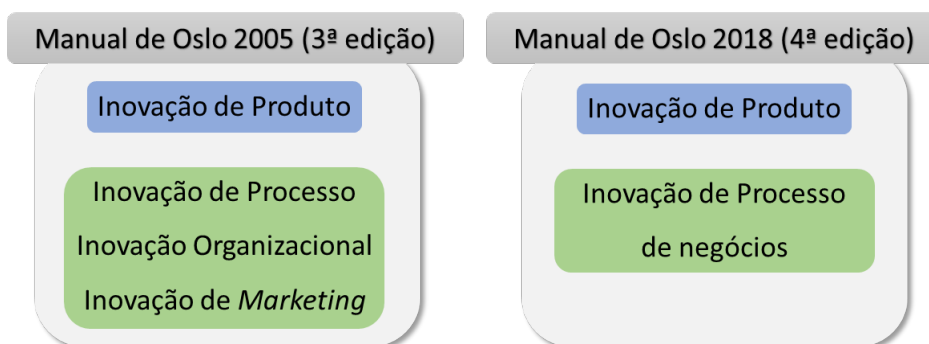 Manual de Oslo 2005 (3ª edição)
Inovação de Produto
Inovação de Processo
Inovação Organizacional
Inovação de Marketing
Manual de Oslo 2018 (4ª edição)
Inovação de Produto
Inovação de Processo
de negócios